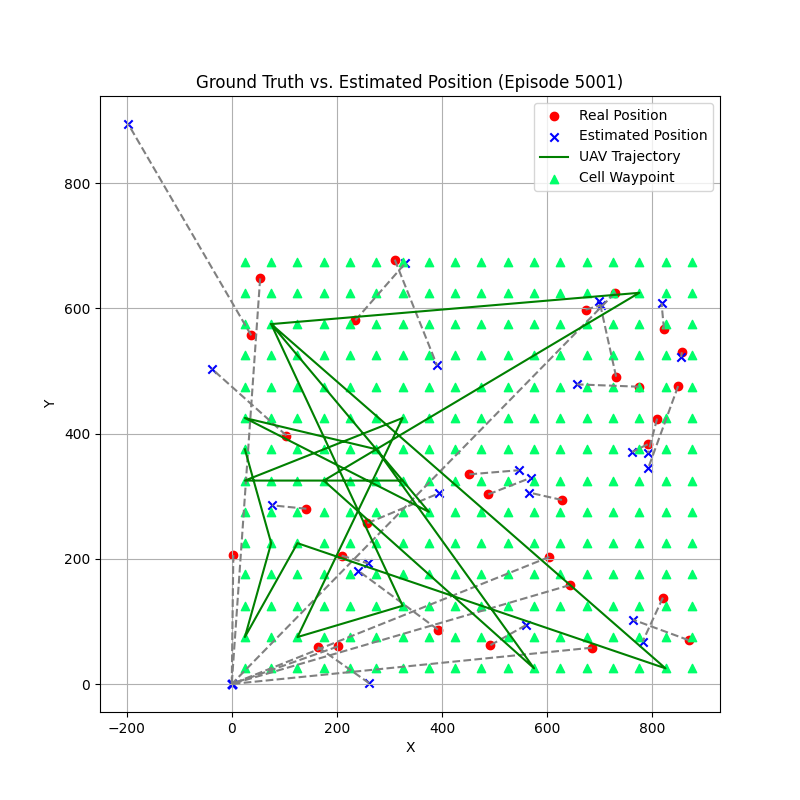 Ground Truth vs. Estimated Position (Episode 5001)
Real Position
Estimated Position
UAV Trajectory
Cell Waypoint
Y
800
600
400
200
0
−200
0
200
400
600
800
X